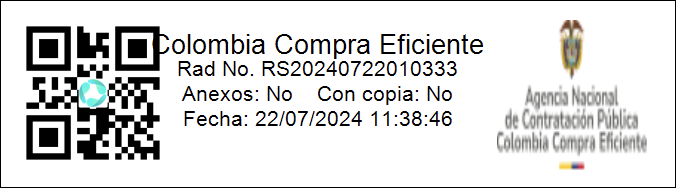 Colombia Compra Eficiente
Rad No. RS20240722010333
Anexos: No Con copia: No
Fecha: 22/07/2024 11:38:46
Agencia Nacional
de Contratación Pública
Colombia Compra Eficiente